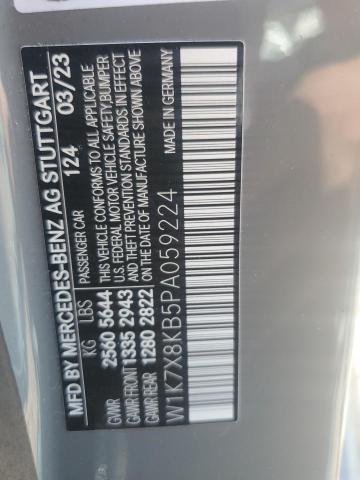 MFD BY MERCEDES-BENZ AG STUTTGART
PASSENGER CAR 124 03/23
KG LBS
GVWR 2560 5644
GAWR FRONT 1335 2943
GAWR REAR 1280 2822
THIS VEHICLE CONFORMS TO ALL APPLICABLE
U.S. FEDERAL MOTOR VEHICLE SAFETY, BUMPER
AND THEFT PREVENTION STANDARDS IN EFFECT
ON THE DATE OF MANUFACTURE SHOWN ABOVE
W1K7X8KB5PA059224
MADE IN GERMANY